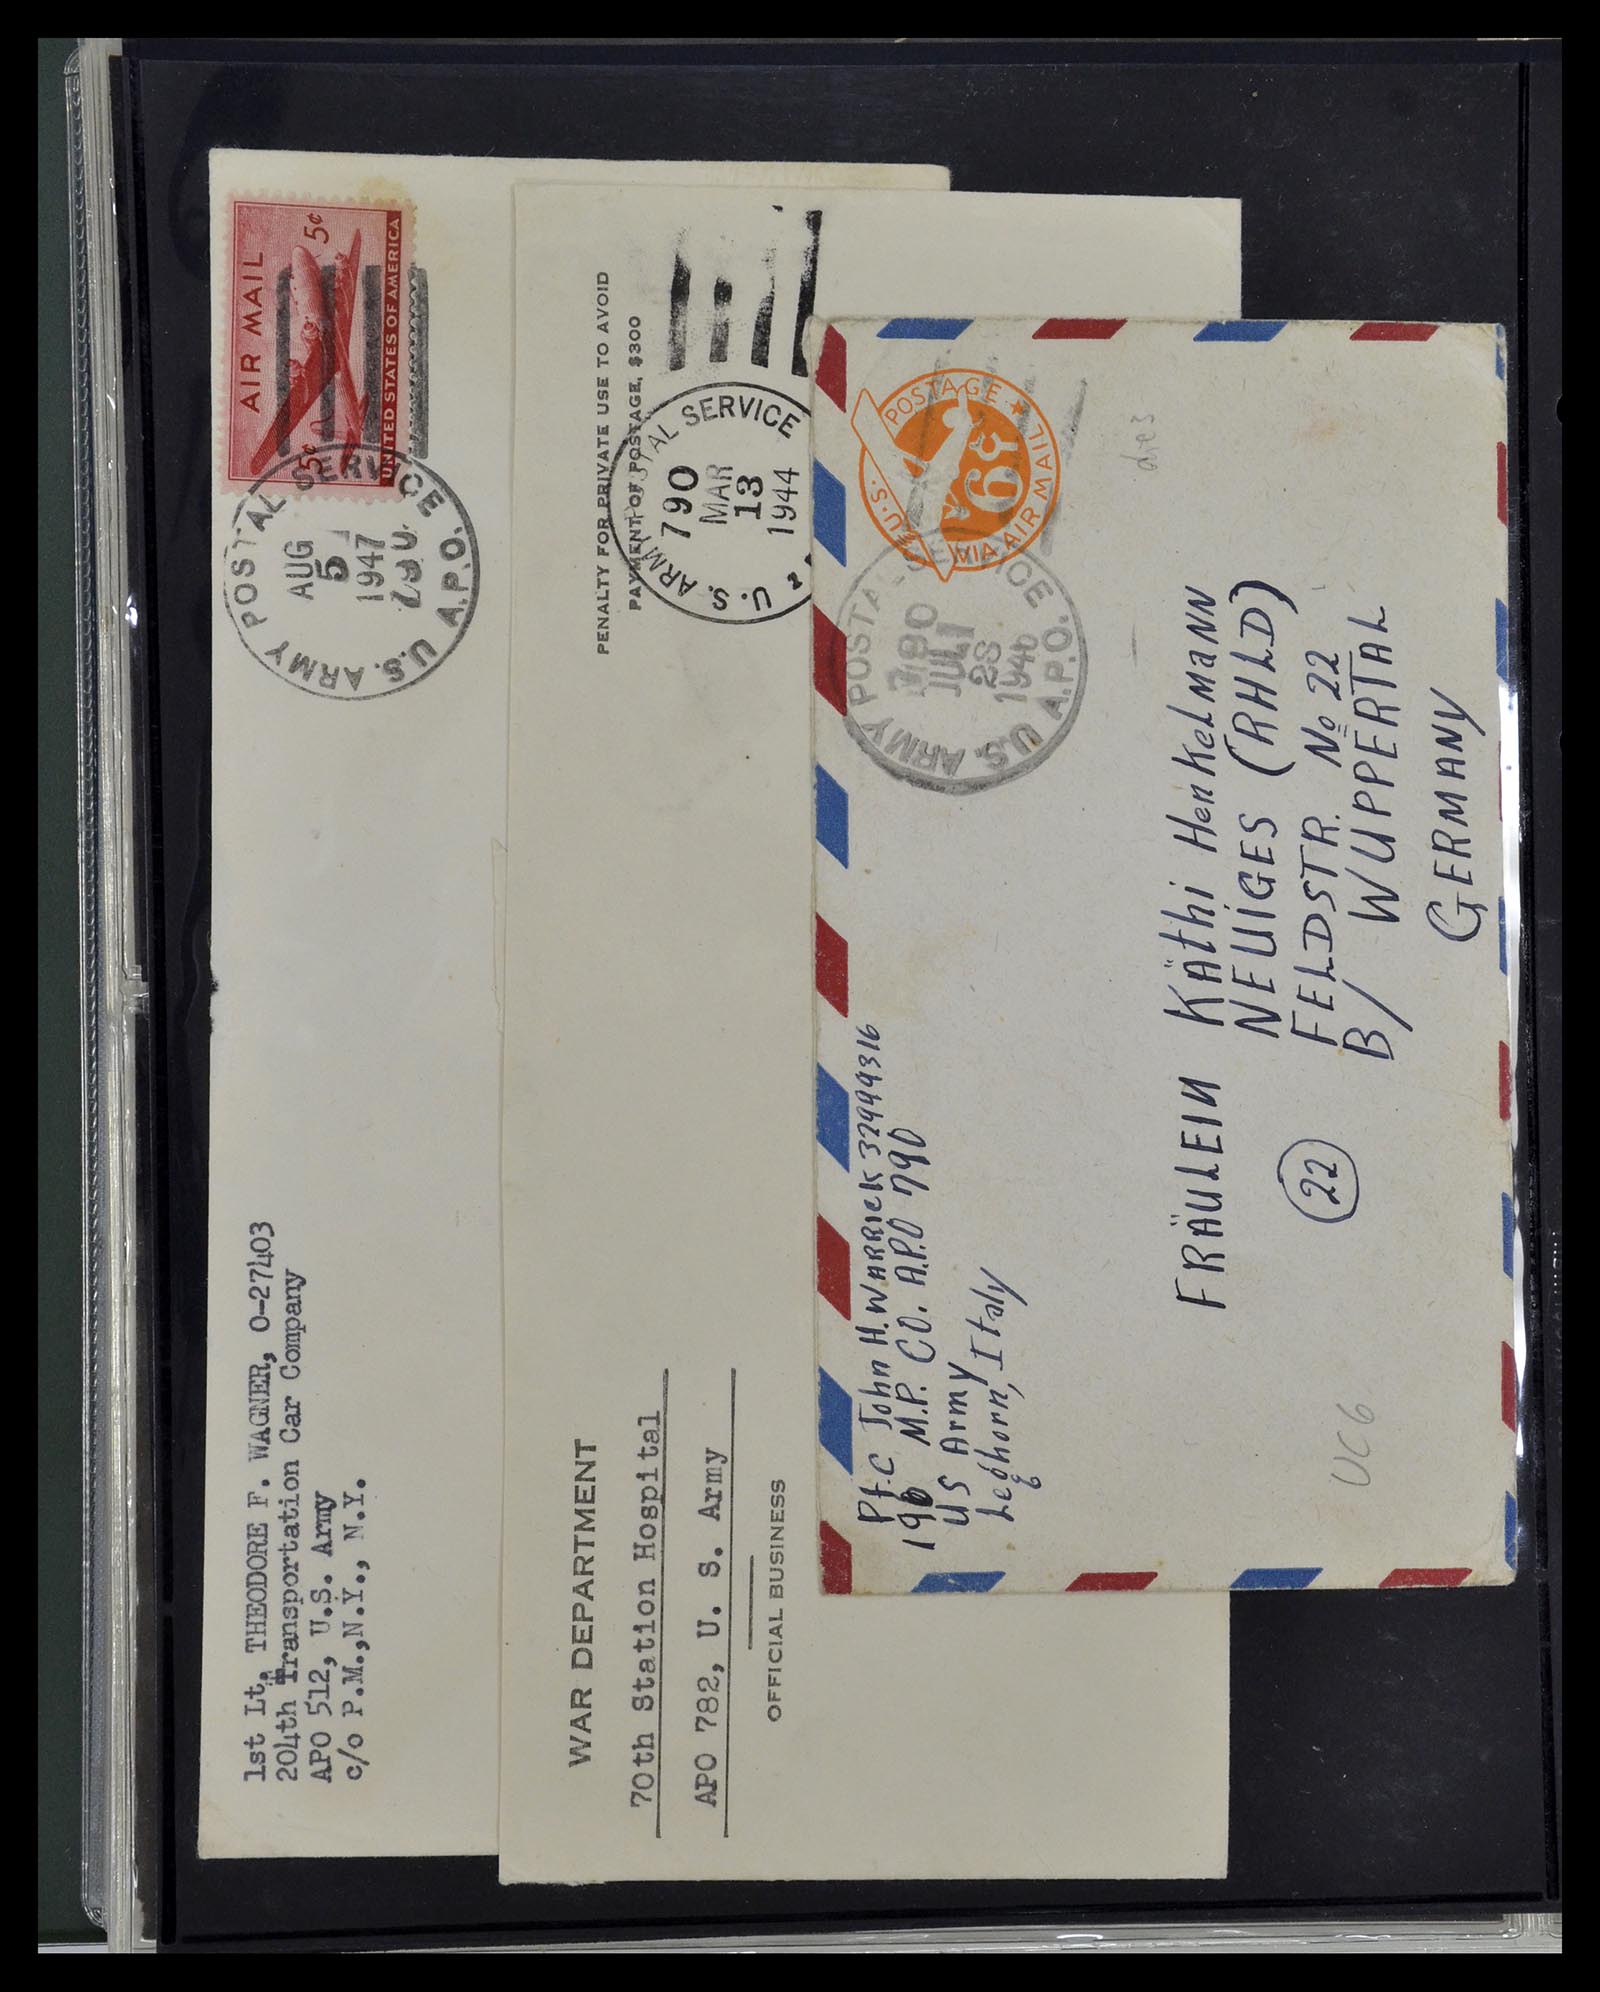 1st Lt. THEODORE F. WAGNER, O-27403
204th Transportation Car Company
APO 512, U.S. Army
c/o P.M.,N.Y., N.Y.
AIR MAIL
5¢ 5¢
UNITED STATES OF AMERICA
U.S. ARMY POSTAL SERVICE A.P.O.
AUG
5
1947
WAR DEPARTMENT
70th Station Hospital
APO 782, U. S. Army
OFFICIAL BUSINESS
PENALTY FOR PRIVATE USE TO AVOID
PAYMENT OF POSTAGE, $300
U.S. ARMY POSTAL SERVICE
790
MAR
13
1944
Pfc John H. WARRICK 32999316
M.P. CO. A.P.O 790
US Army
Leghorn, Italy
U.S. POSTAGE
VIA AIR MAIL
6¢
U.S. ARMY POSTAL SERVICE A.P.O.
790
JUL
28
1946
dies
FRÄULEIN KÄthi HenKelMANN
NEUIGES (RHLD)
FELDSTR. No 22
B/ WUPPERTAL
GERMANY
22
UC6